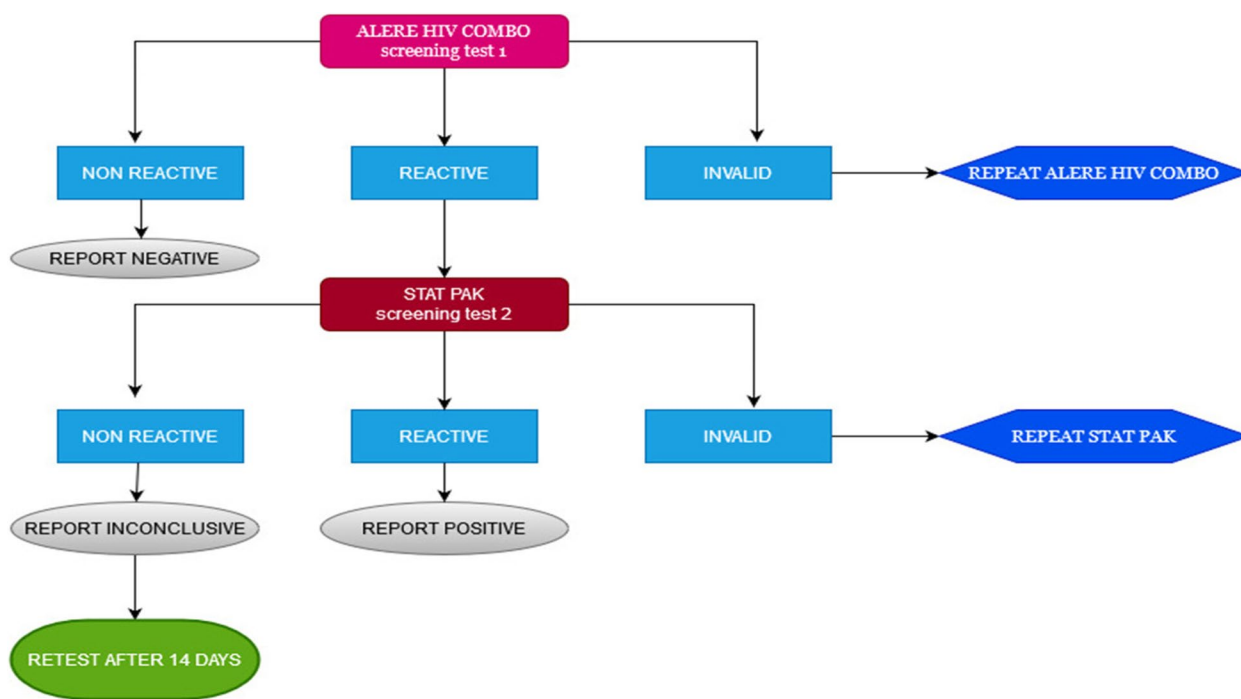 ALERE HIV COMBO
screening test 1
NON REACTIVE
REACTIVE
INVALID
REPEAT ALERE HIV COMBO
REPORT NEGATIVE
STAT PAK
screening test 2
NON REACTIVE
REACTIVE
INVALID
REPEAT STAT PAK
REPORT INCONCLUSIVE
REPORT POSITIVE
RETEST AFTER 14 DAYS